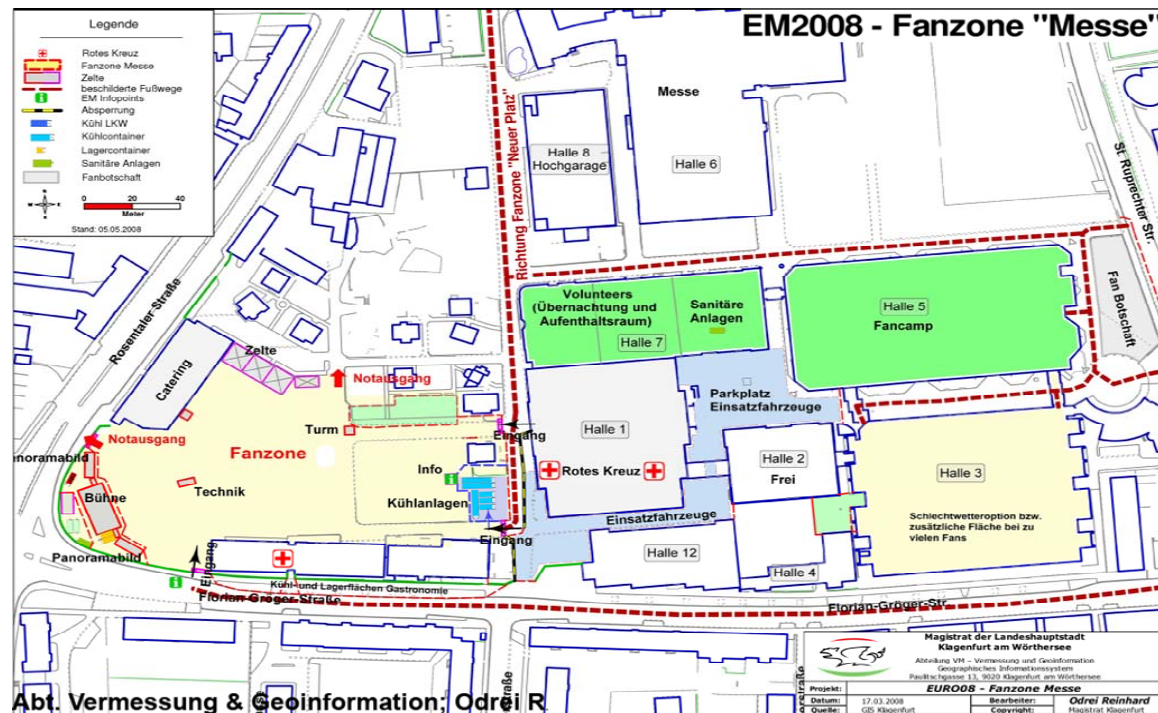 EM2008 - Fanzone "Messe"
Legende
Rotes Kreuz
Fanzone Messe
Zelte
beschilderte Fußwege
EM Infopoints
Absperrung
Kühl LKW
Kühlcontainer
Lagercontainer
Sanitäre Anlagen
Fanbotschaft
0 20 40
Meter
Stand: 05.05.2008
Messe
Halle 8
Hochgarage
Halle 6
Richtung Fanzone "Neuer Platz"
St. Ruprechter Str.
Rosentaler-Straße
Volunteers
(Übernachtung und
Aufenthaltsraum)
Sanitäre
Anlagen
Halle 7
Halle 5
Fancamp
Fan Botschaft
Zelte
Catering
Notausgang
Parkplatz
Einsatzfahrzeuge
Turm
Eingang
Halle 1
Notausgang
Fanzone
Halle 2
Frei
Halle 3
Panoramabild
Info
Rotes Kreuz
Technik
Bühne
Kühlanlagen
Einsatzfahrzeuge
Schlechtwetteroption bzw.
zusätzliche Fläche bei zu
vielen Fans
Eingang
Panoramabild
Halle 12
Halle 4
Eingang
Kühl- und Lagerflächen Gastronomie
Florian-Gröger-Straße
Florian-Gröger-Str.
Magistrat der Landeshauptstadt
Klagenfurt am Wörthersee
Abteilung VM - Vermessung und Geoinformation
Geographisches Informationssystem
Paulitschgasse 13, 9020 Klagenfurt am Wörthersee
Projekt: EURO08 - Fanzone Messe
Datum: 17.03.2008 Bearbeiter: Odrei Reinhard
Quelle: GIS Klagenfurt Copyright: Magistrat Klagenfurt
Abt. Vermessung & Geoinformation; Odrei R